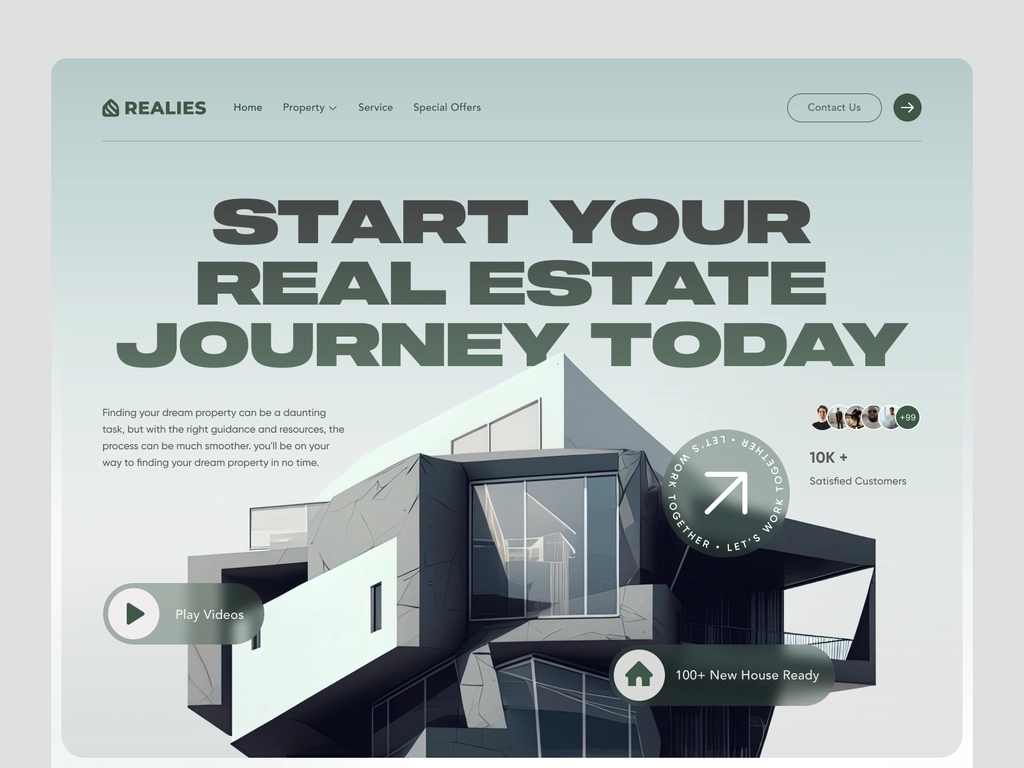 REALIES
Home
Property
Service
Special Offers
Contact Us
START YOUR
REAL ESTATE
JOURNEY TODAY
Finding your dream property can be a daunting
task, but with the right guidance and resources, the
process can be much smoother. you'll be on your
way to finding your dream property in no time.
+99
10K +
Satisfied Customers
LET'S WORK TOGETHER • LET'S WORK TOGETHER •
Play Videos
100+ New House Ready